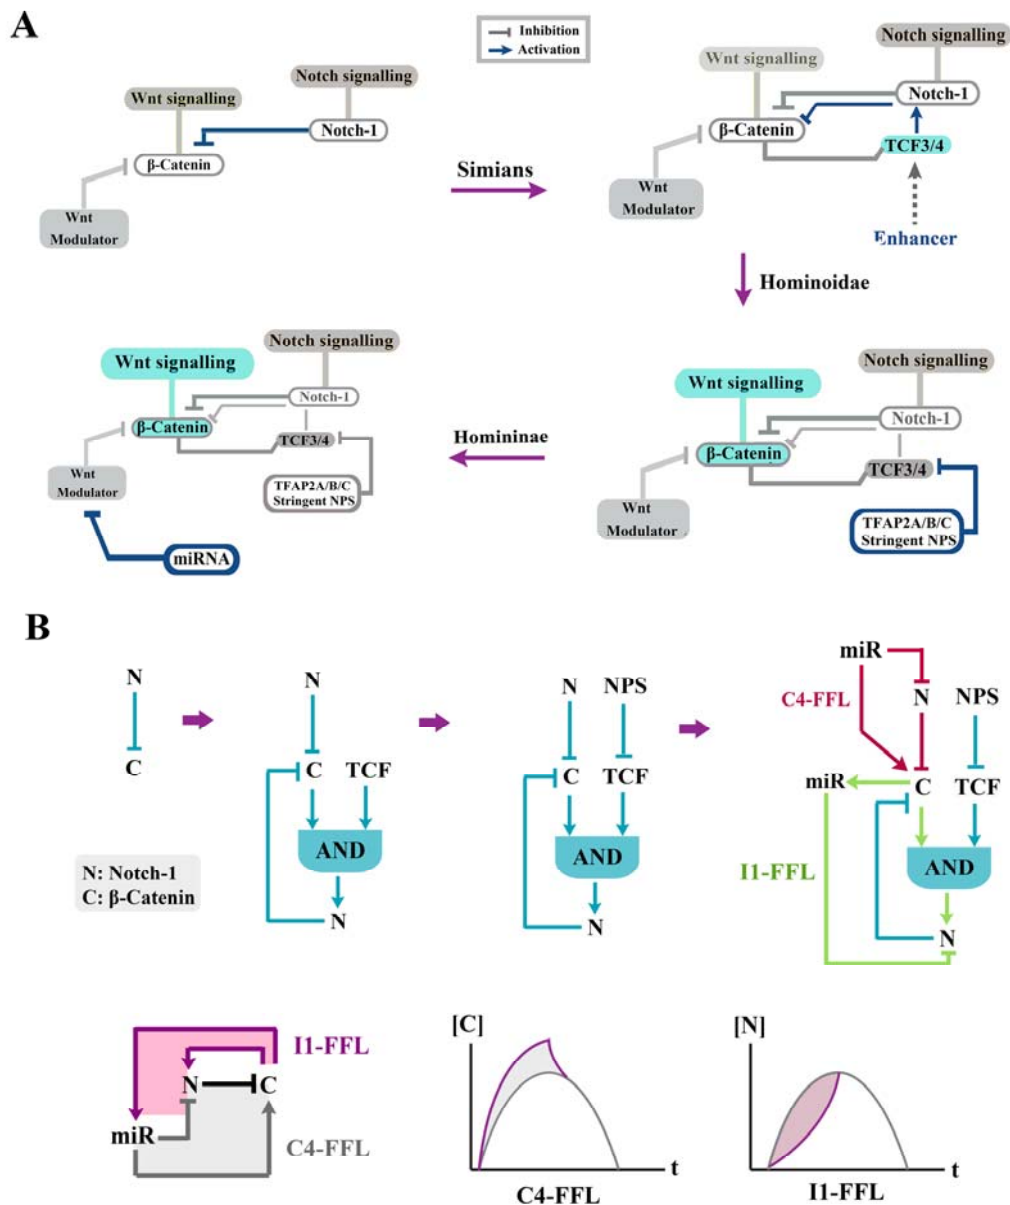 A
Inhibition
Activation
Wnt signalling
Notch signalling
Notch-1
β-Catenin
Wnt
Modulator
Simians
Wnt signalling
Notch signalling
Notch-1
β-Catenin
TCF3/4
Wnt
Modulator
Enhancer
Hominoidae
Wnt signalling
Notch signalling
Notch-1
β-Catenin
TCF3/4
Wnt
Modulator
TFAP2A/B/C
Stringent NPS
miRNA
Homininae
Wnt signalling
Notch signalling
Notch-1
β-Catenin
TCF3/4
Wnt
Modulator
TFAP2A/B/C
Stringent NPS
B
N
C
N: Notch-1
C: β-Catenin
N
C
TCF
AND
N
N
NPS
C
TCF
AND
N
miR
C4-FFL
N
NPS
miR
C
TCF
I1-FFL
AND
N
I1-FFL
N
C
miR
C4-FFL
[C]
t
C4-FFL
[N]
t
I1-FFL